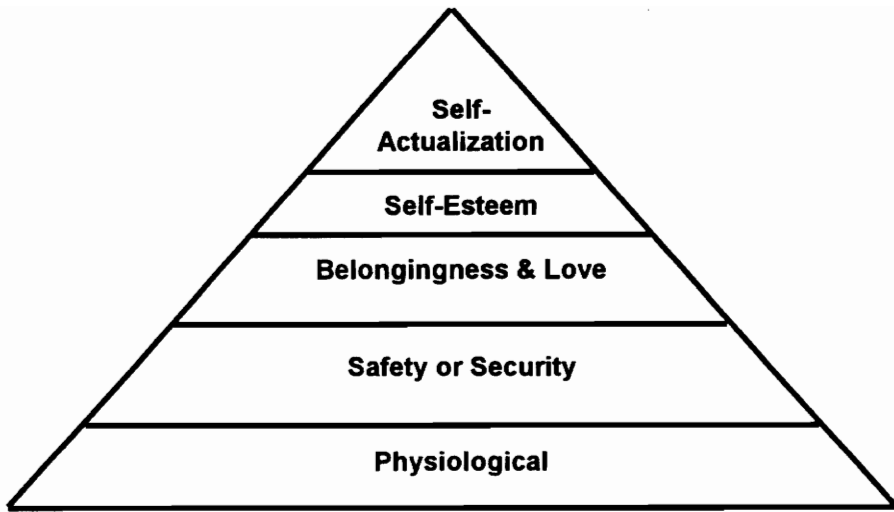 Self-
Actualization
Self-Esteem
Belongingness & Love
Safety or Security
Physiological